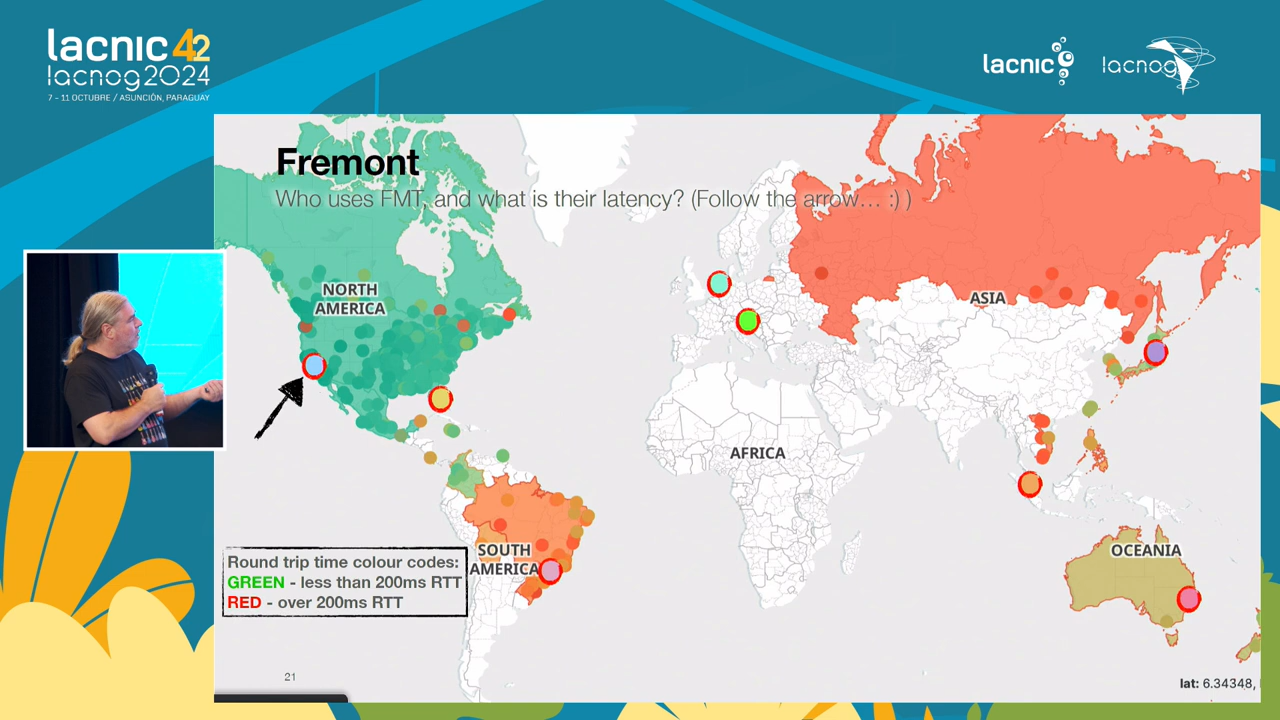 lacnic 42
lacnog2024
7 - 11 OCTUBRE / ASUNCIÓN, PARAGUAY
lacnic
lacnog
Fremont
Who uses FMT, and what is their latency? (Follow the arrow... :) )
NORTH
AMERICA
ASIA
AFRICA
SOUTH
AMERICA
OCEANIA
Round trip time colour codes:
GREEN - less than 200ms RTT
RED - over 200ms RTT
21
lat: 6.34348,